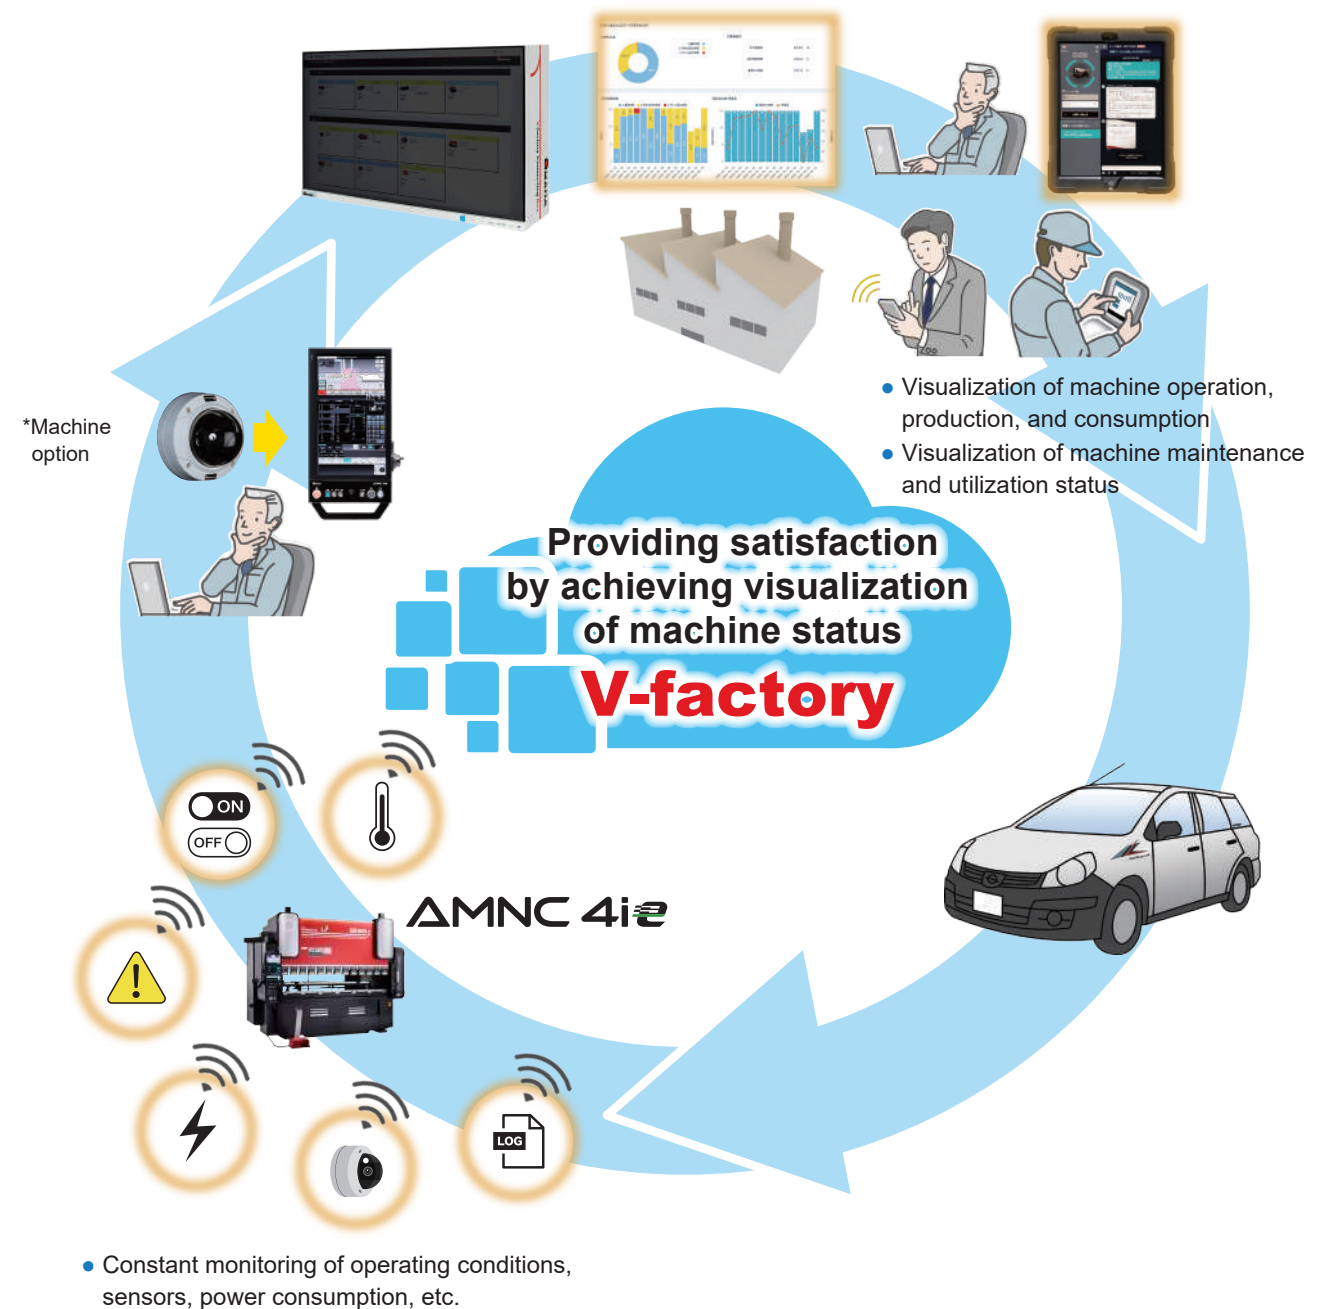 *Machine
option
● Visualization of machine operation,
production, and consumption
● Visualization of machine maintenance
and utilization status
Providing satisfaction
by achieving visualization
of machine status
V-factory
ON
OFF
AMNC 4ie
LOG
● Constant monitoring of operating conditions,
sensors, power consumption, etc.